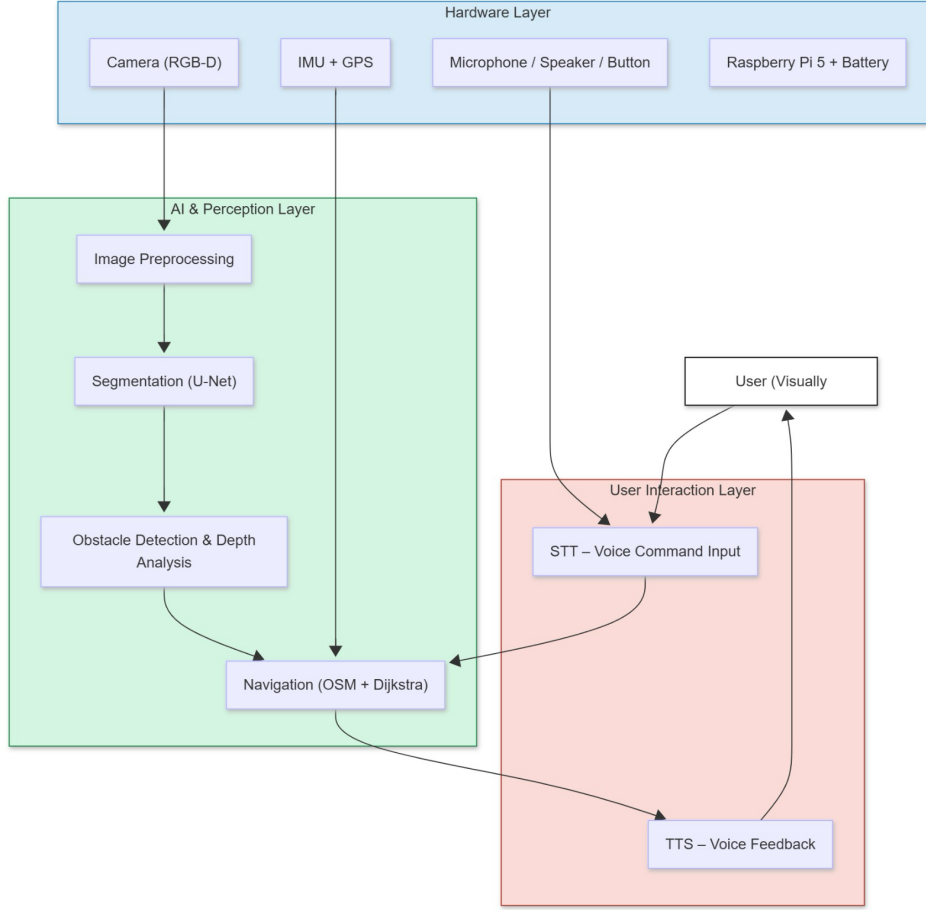 Hardware Layer
Camera (RGB-D)
IMU + GPS
Microphone / Speaker / Button
Raspberry Pi 5 + Battery
AI & Perception Layer
Image Preprocessing
Segmentation (U-Net)
User (Visually
User Interaction Layer
Obstacle Detection & Depth
Analysis
STT – Voice Command Input
Navigation (OSM + Dijkstra)
TTS – Voice Feedback